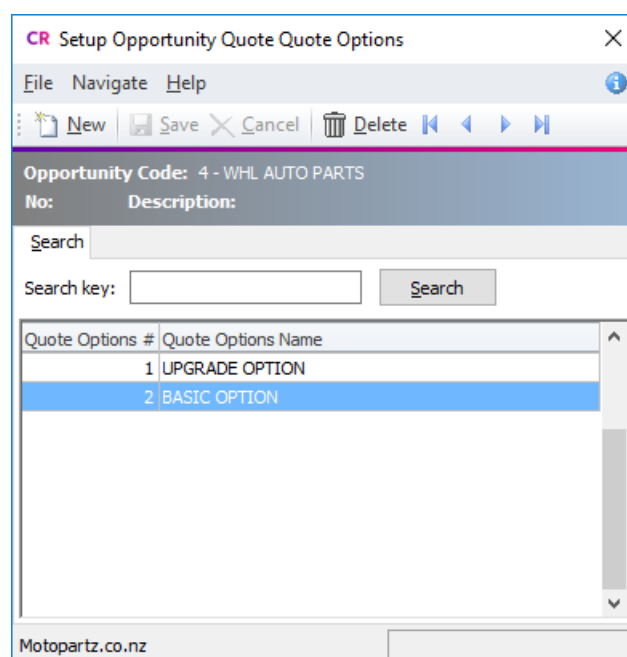 CR Setup Opportunity Quote Quote Options
File Navigate Help
New Save Cancel Delete
Opportunity Code: 4 - WHL AUTO PARTS
No: Description:
Search
Search key: Search
Quote Options # Quote Options Name
1 UPGRADE OPTION
2 BASIC OPTION
Motopartz.co.nz